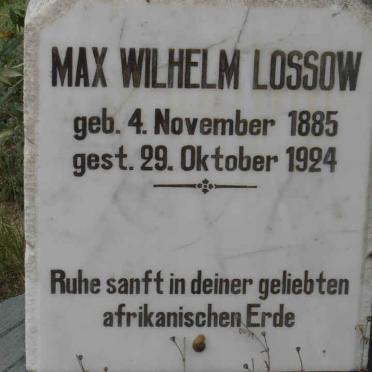 MAX WILHELM LOSSOW
geb. 4. November 1885
gest. 29. Oktober 1924
Ruhe sanft in deiner geliebten
afrikanischen Erde